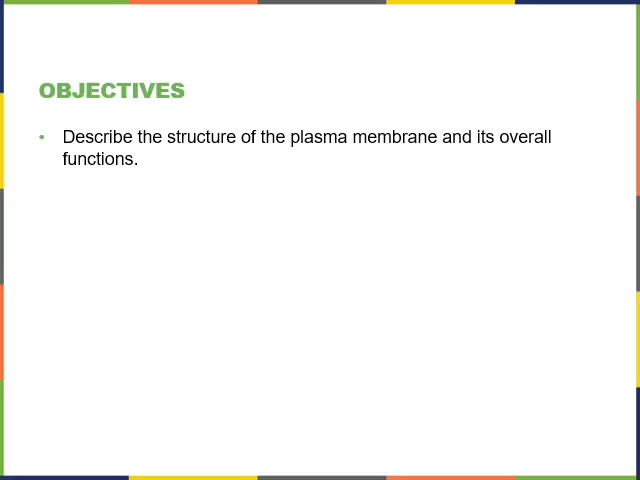 OBJECTIVES
• Describe the structure of the plasma membrane and its overall
functions.